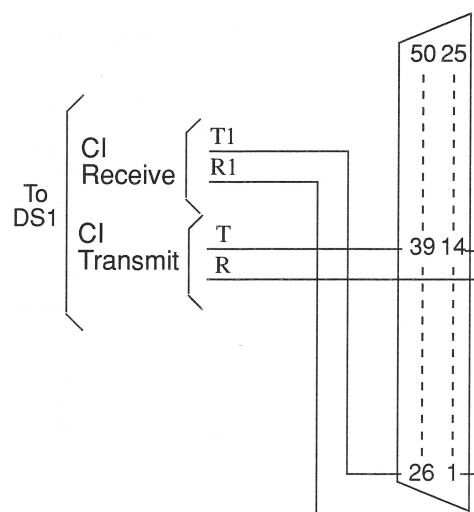 50 25
T1
CI
Receive
R1
To
DS1
CI
Transmit
T
R
39 14
26 1